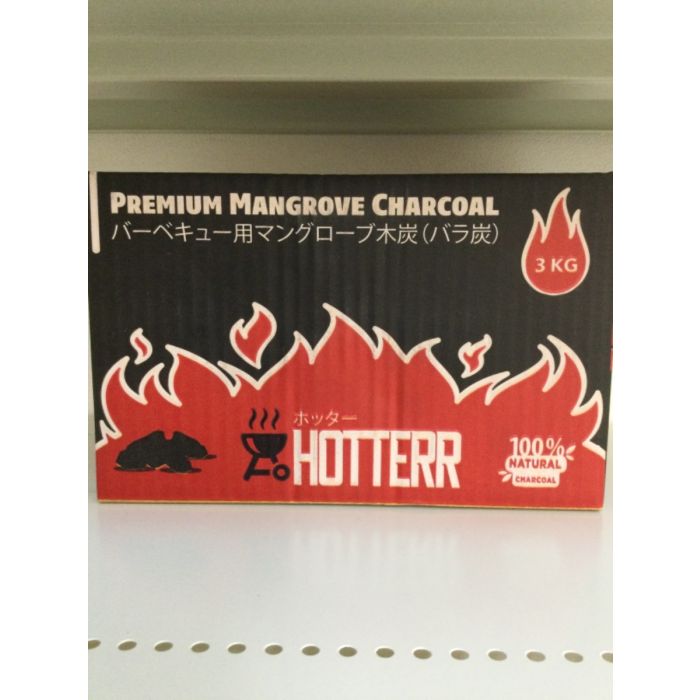 PREMIUM MANGROVE CHARCOAL
バーベキュー用マングローブ木炭(バラ炭)
3 KG
ホッター
HOTTERR
100%
NATURAL
CHARCOAL